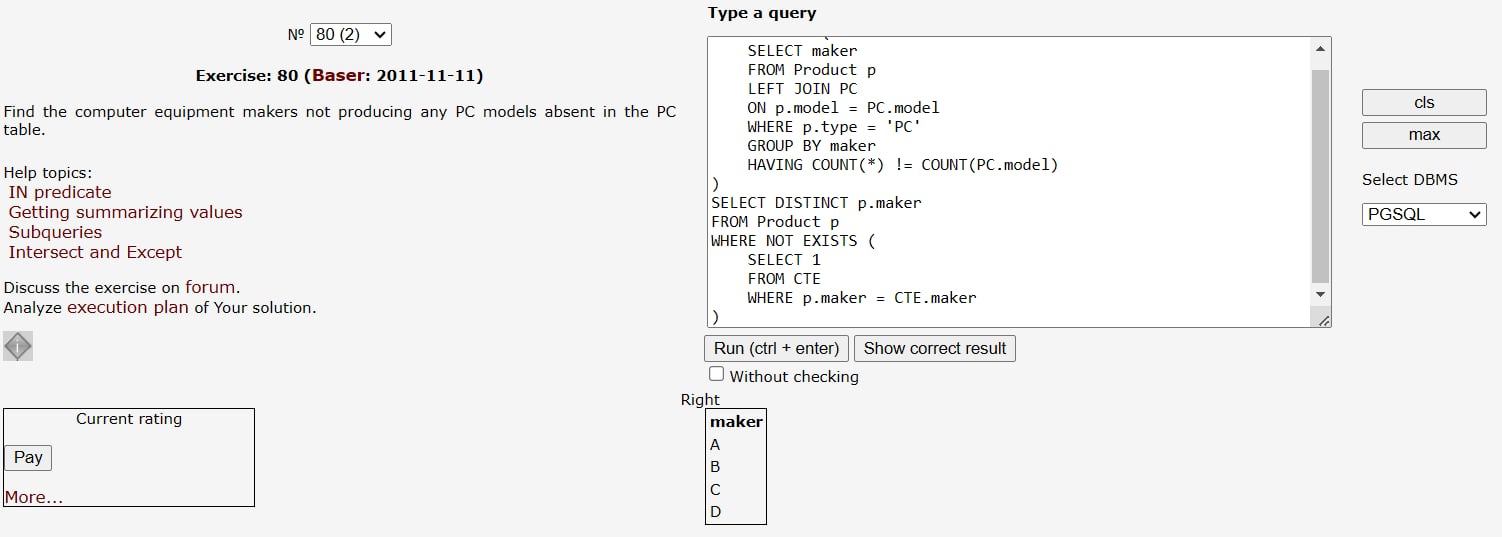 № 80 (2)
Exercise: 80 (Baser: 2011-11-11)
Find the computer equipment makers not producing any PC models absent in the PC
table.
Help topics:
IN predicate
Getting summarizing values
Subqueries
Intersect and Except
Discuss the exercise on forum.
Analyze execution plan of Your solution.
i
Current rating
Pay
More...
Type a query
SELECT maker
FROM Product p
LEFT JOIN PC
ON p.model = PC.model
WHERE p.type = 'PC'
GROUP BY maker
HAVING COUNT(*) != COUNT(PC.model)
)
SELECT DISTINCT p.maker
FROM Product p
WHERE NOT EXISTS (
SELECT 1
FROM CTE
WHERE p.maker = CTE.maker
)
Run (ctrl + enter) Show correct result
Without checking
Right
maker
A
B
C
D
cls
max
Select DBMS
PGSQL